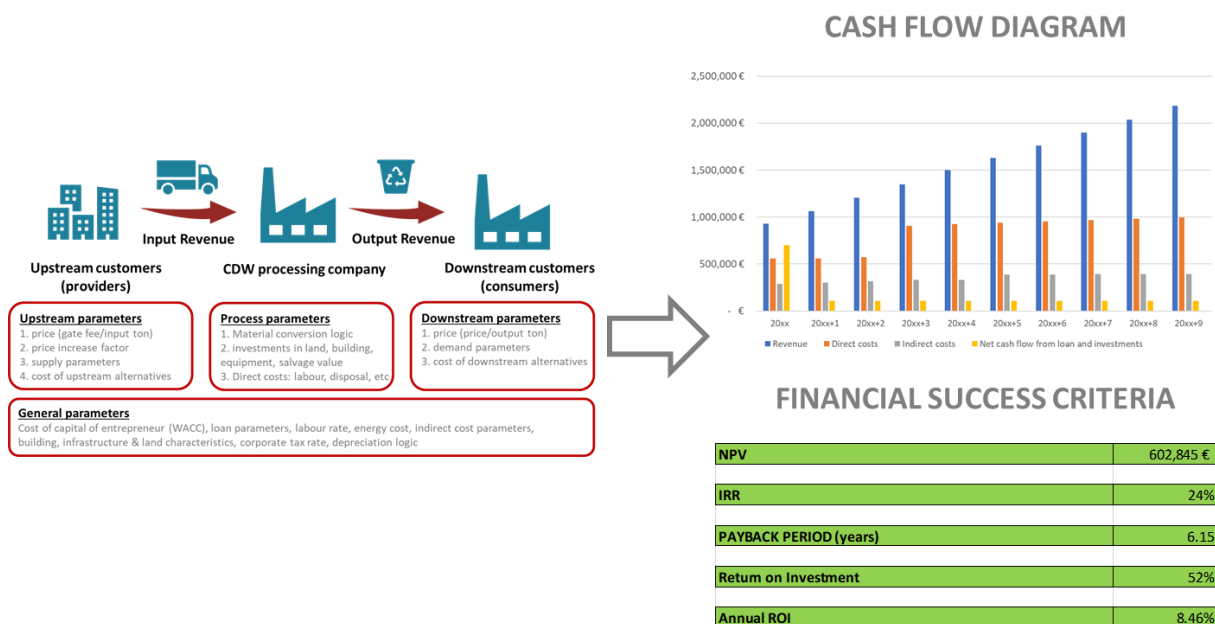 Input Revenue
Output Revenue
Upstream customers
(providers)
CDW processing company
Downstream customers
(consumers)
Upstream parameters
1. price (gate fee/input ton)
2. price increase factor
3. supply parameters
4. cost of upstream alternatives
Process parameters
1. Material conversion logic
2. investments in land, building,
equipment, salvage value
3. Direct costs: labour, disposal, etc
Downstream parameters
1. price (price/output ton)
2. demand parameters
3. cost of downstream alternatives
General parameters
Cost of capital of entrepreneur (WACC), loan parameters, labour rate, energy cost, indirect cost parameters,
building, infrastructure & land characteristics, corporate tax rate, depreciation logic
CASH FLOW DIAGRAM
2,500,000 €
2,000,000 €
1,500,000 €
1,000,000 €
500,000 €
- €
20xx 20xx+1 20xx+2 20xx+3 20xx+4 20xx+5 20xx+6 20xx+7 20xx+8 20xx+9
Revenue Direct costs Indirect costs Net cash flow from loan and investments
FINANCIAL SUCCESS CRITERIA
NPV 602,845 €
IRR 24%
PAYBACK PERIOD (years) 6.15
Return on Investment 52%
Annual ROI 8.46%